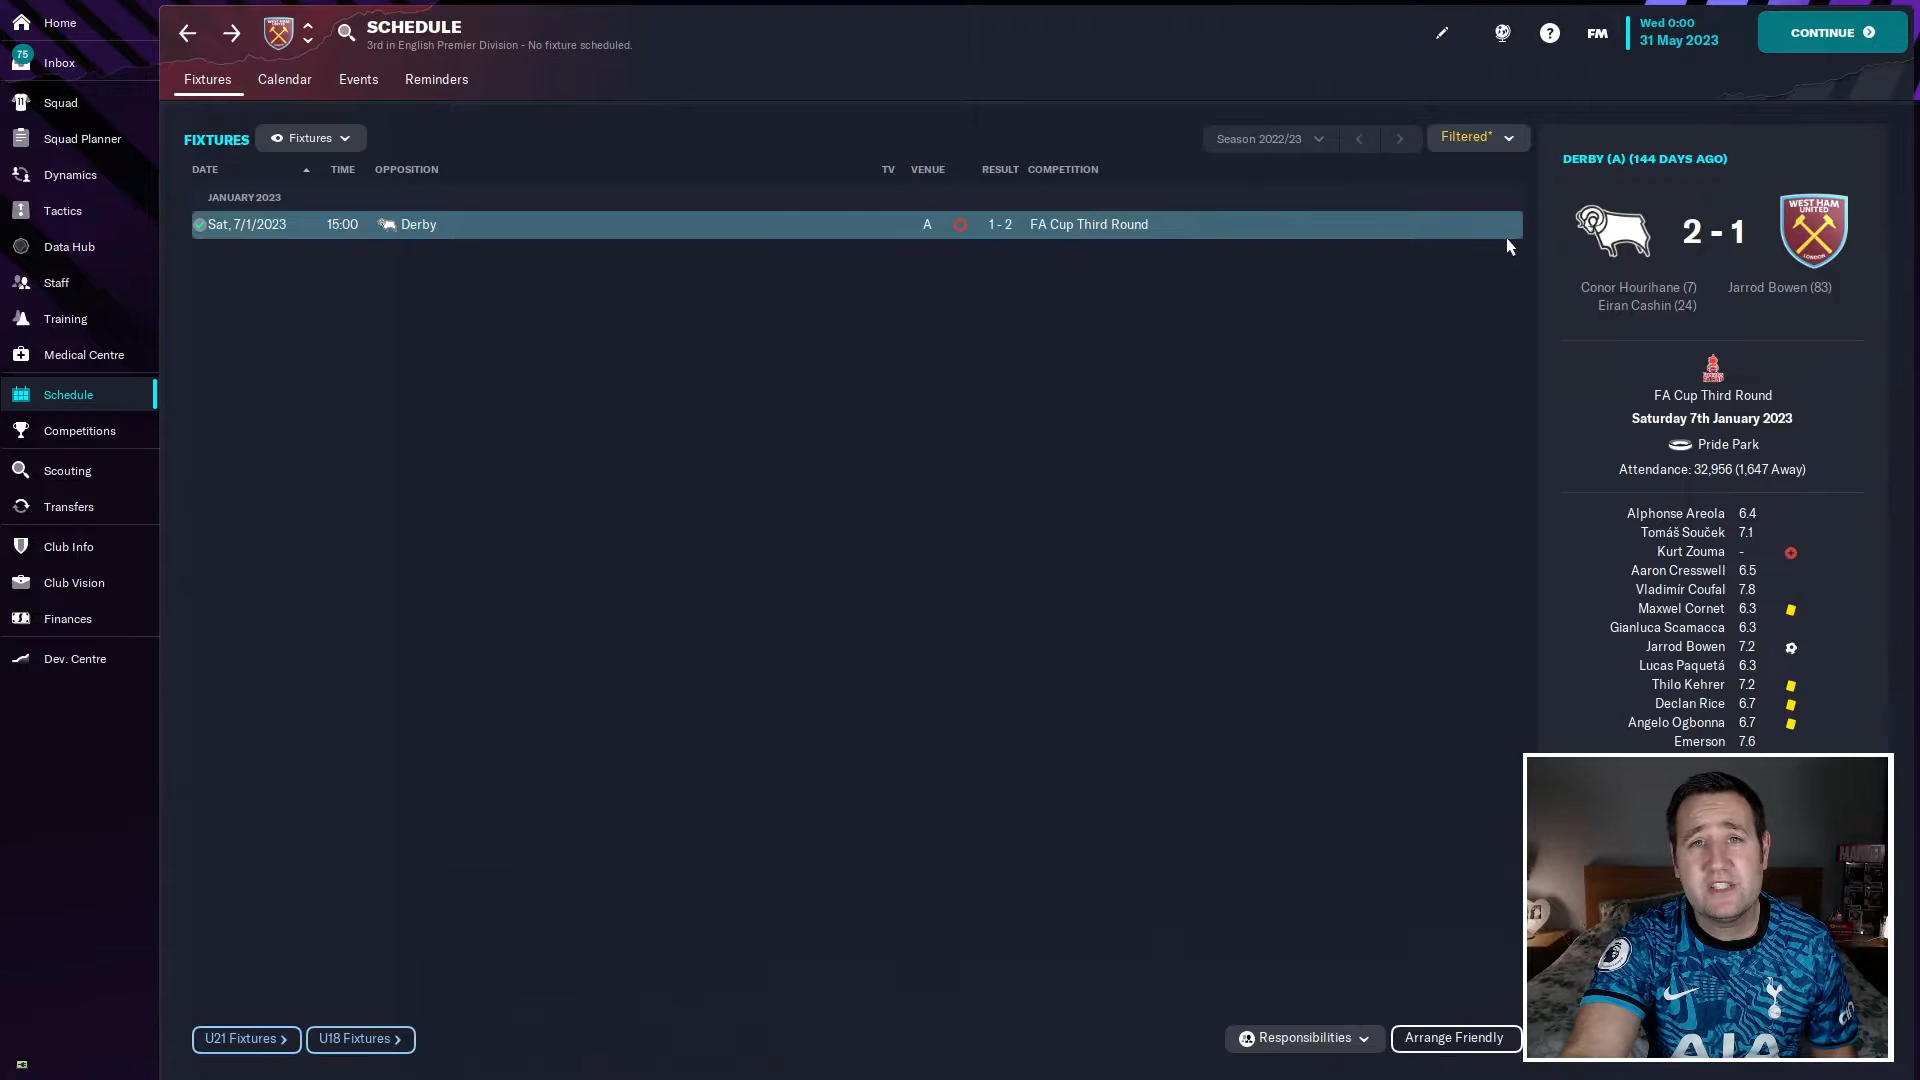 Home
75
Inbox
Squad
Squad Planner
Dynamics
Tactics
Data Hub
Staff
Training
Medical Centre
Schedule
Competitions
Scouting
Transfers
Club Info
Club Vision
Finances
Dev. Centre
SCHEDULE
3rd in English Premier Division - No fixture scheduled.
FM
Wed 0:00
31 May 2023
CONTINUE
Fixtures Calendar Events Reminders
FIXTURES Fixtures
Season 2022/23 Filtered*
DATE TIME OPPOSITION TV VENUE RESULT COMPETITION
JANUARY 2023
Sat, 7/1/2023 15:00 Derby A 1 - 2 FA Cup Third Round
U21 Fixtures U18 Fixtures
Responsibilities Arrange Friendly
DERBY (A) (144 DAYS AGO)
2 - 1
WEST HAM
UNITED
LONDON
Conor Hourihane (7) Jarrod Bowen (83)
Eiran Cashin (24)
FA Cup Third Round
Saturday 7th January 2023
Pride Park
Attendance: 32,956 (1,647 Away)
Alphonse Areola 6.4
Tomáš Souček 7.1
Kurt Zouma -
Aaron Cresswell 6.5
Vladimír Coufal 7.8
Maxwel Cornet 6.3
Gianluca Scamacca 6.3
Jarrod Bowen 7.2
Lucas Paquetá 6.3
Thilo Kehrer 7.2
Declan Rice 6.7
Angelo Ogbonna 6.7
Emerson 7.6
AIA